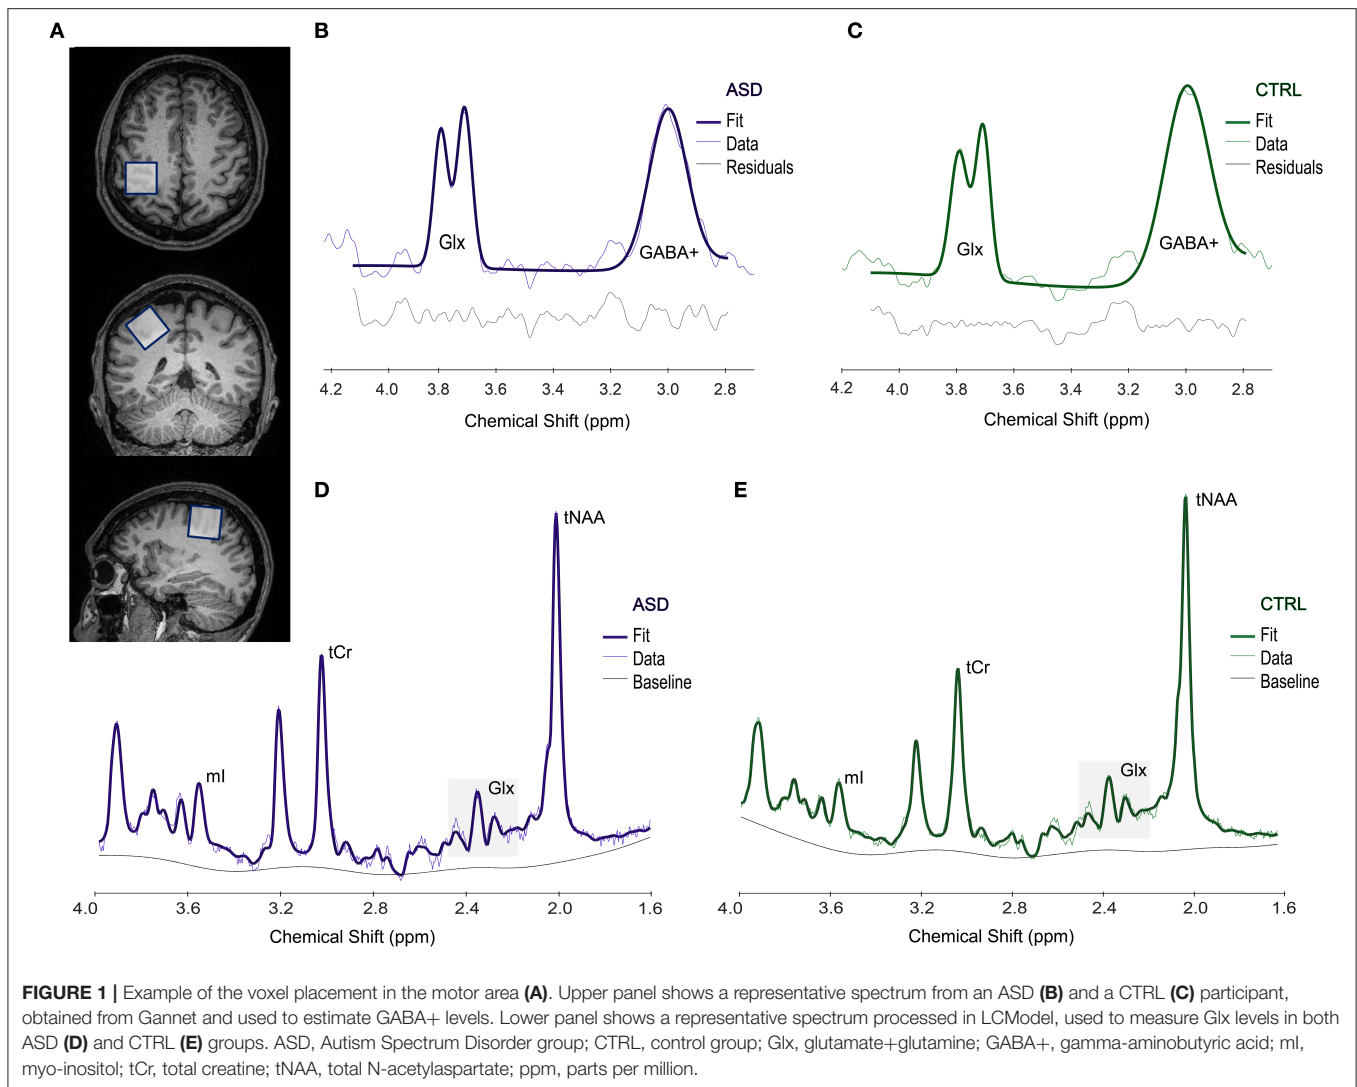 A
B
ASD
Fit
Data
Residuals
Glx
GABA+
4.2 4.0 3.8 3.6 3.4 3.2 3.0 2.8
Chemical Shift (ppm)
C
CTRL
Fit
Data
Residuals
Glx
GABA+
4.2 4.0 3.8 3.6 3.4 3.2 3.0 2.8
Chemical Shift (ppm)
D
tNAA
ASD
Fit
Data
Baseline
tCr
mI
Glx
4.0 3.6 3.2 2.8 2.4 2.0 1.6
Chemical Shift (ppm)
E
tNAA
CTRL
Fit
Data
Baseline
tCr
mI
Glx
4.0 3.6 3.2 2.8 2.4 2.0 1.6
Chemical Shift (ppm)
FIGURE 1 | Example of the voxel placement in the motor area (A). Upper panel shows a representative spectrum from an ASD (B) and a CTRL (C) participant,
obtained from Gannet and used to estimate GABA+ levels. Lower panel shows a representative spectrum processed in LCModel, used to measure Glx levels in both
ASD (D) and CTRL (E) groups. ASD, Autism Spectrum Disorder group; CTRL, control group; Glx, glutamate+glutamine; GABA+, gamma-aminobutyric acid; mI,
myo-inositol; tCr, total creatine; tNAA, total N-acetylaspartate; ppm, parts per million.